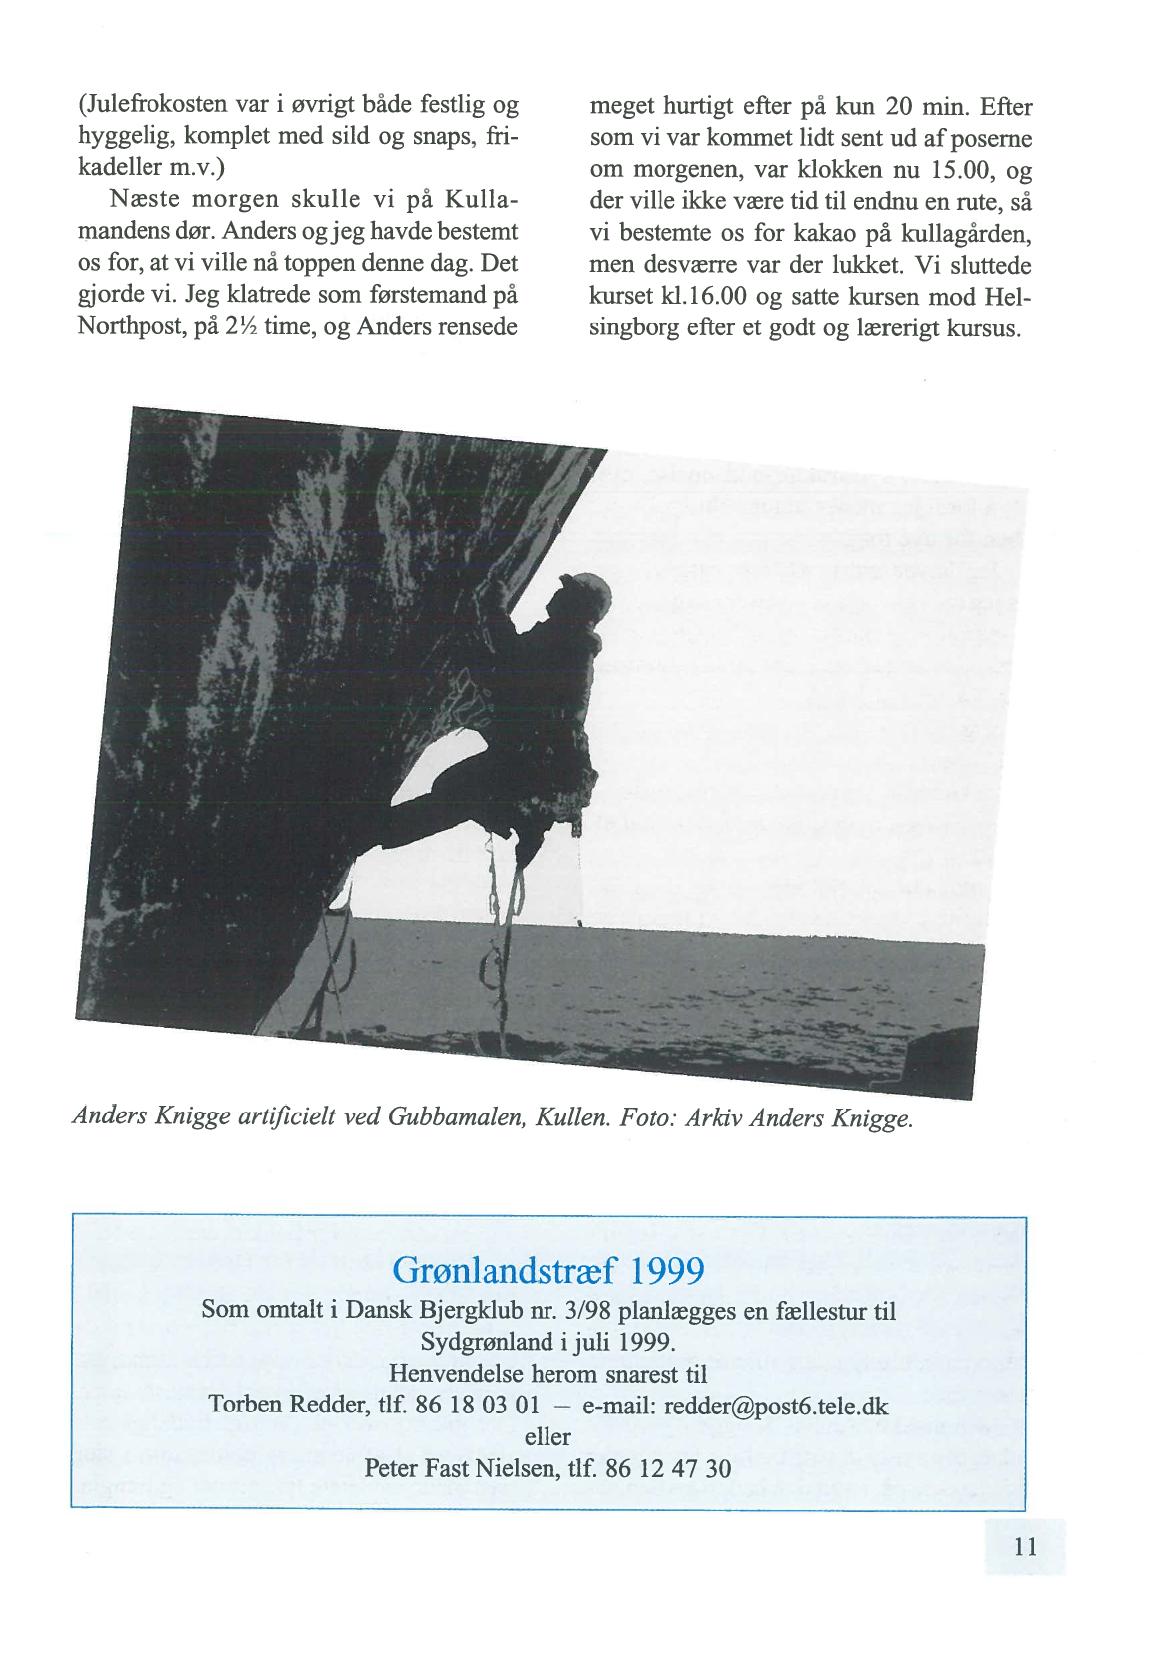 (Julefrokosten var i øvrigt både festlig og
hyggelig, komplet med sild og snaps, fri-
kadeller m.v.)
Næste morgen skulle vi på Kulla-
mandens dør. Anders og jeg havde bestemt
os for, at vi ville nå toppen denne dag. Det
gjorde vi. Jeg klatrede som førstemand på
Northpost, på 2½ time, og Anders rensede
meget hurtigt efter på kun 20 min. Efter
som vi var kommet lidt sent ud af poserne
om morgenen, var klokken nu 15.00, og
der ville ikke være tid til endnu en rute, så
vi bestemte os for kakao på kullagården,
men desværre var der lukket. Vi sluttede
kurset kl.16.00 og satte kursen mod Hel-
singborg efter et godt og lærerigt kursus.
Anders Knigge artificielt ved Gubbamalen, Kullen. Foto: Arkiv Anders Knigge.
Grønlandstræf 1999
Som omtalt i Dansk Bjergklub nr. 3/98 planlægges en fællestur til
Sydgrønland i juli 1999.
Henvendelse herom snarest til
Torben Redder, tlf. 86 18 03 01 – e-mail: redder@post6.tele.dk
eller
Peter Fast Nielsen, tlf. 86 12 47 30
11